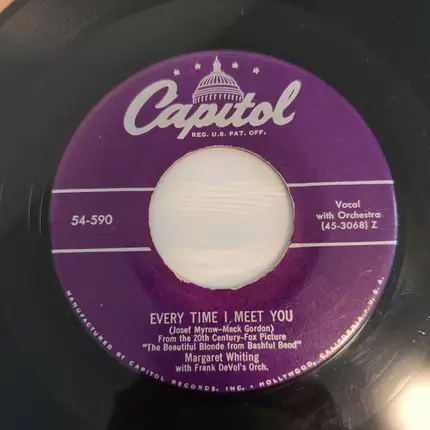 Capitol
REG. U.S. PAT. OFF.
54-590
Vocal
with Orchestra
(45-3068) Z
EVERY TIME I MEET YOU
(Josef Myrow-Mack Gordon)
From the 20th Century-Fox Picture
"The Beautiful Blonde from Bashful Bend"
Margaret Whiting
with Frank DeVol's Orch.
MANUFACTURED BY CAPITOL RECORDS, INC. • HOLLYWOOD, CALIFORNIA, U.S.A.